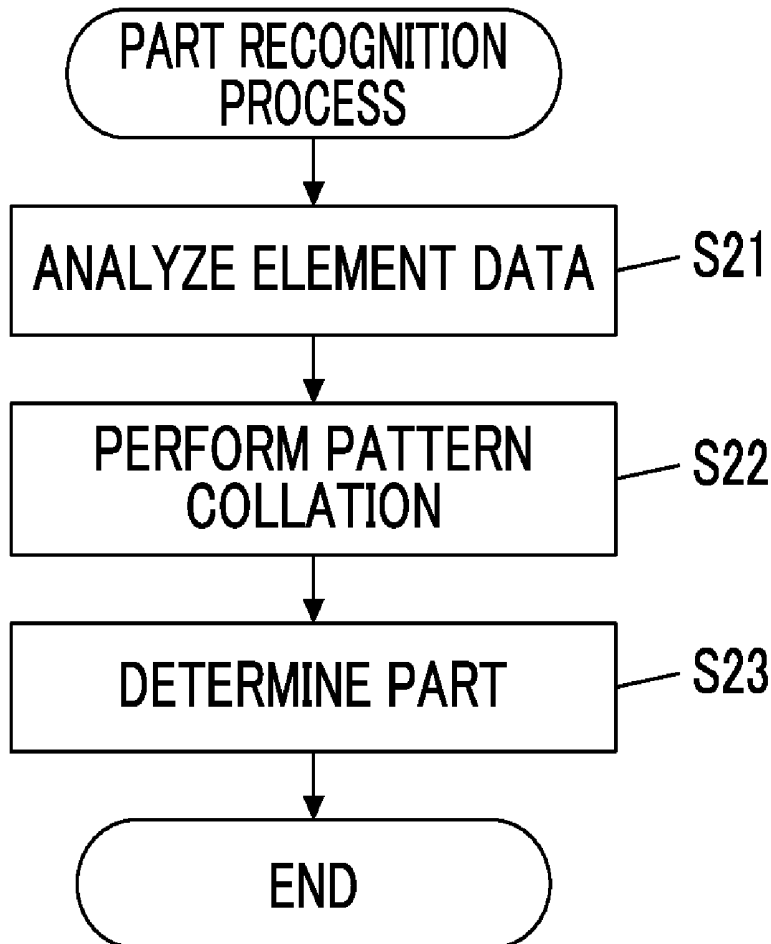 PART RECOGNITION
PROCESS
ANALYZE ELEMENT DATA
S21
PERFORM PATTERN
COLLATION
S22
DETERMINE PART
S23
END